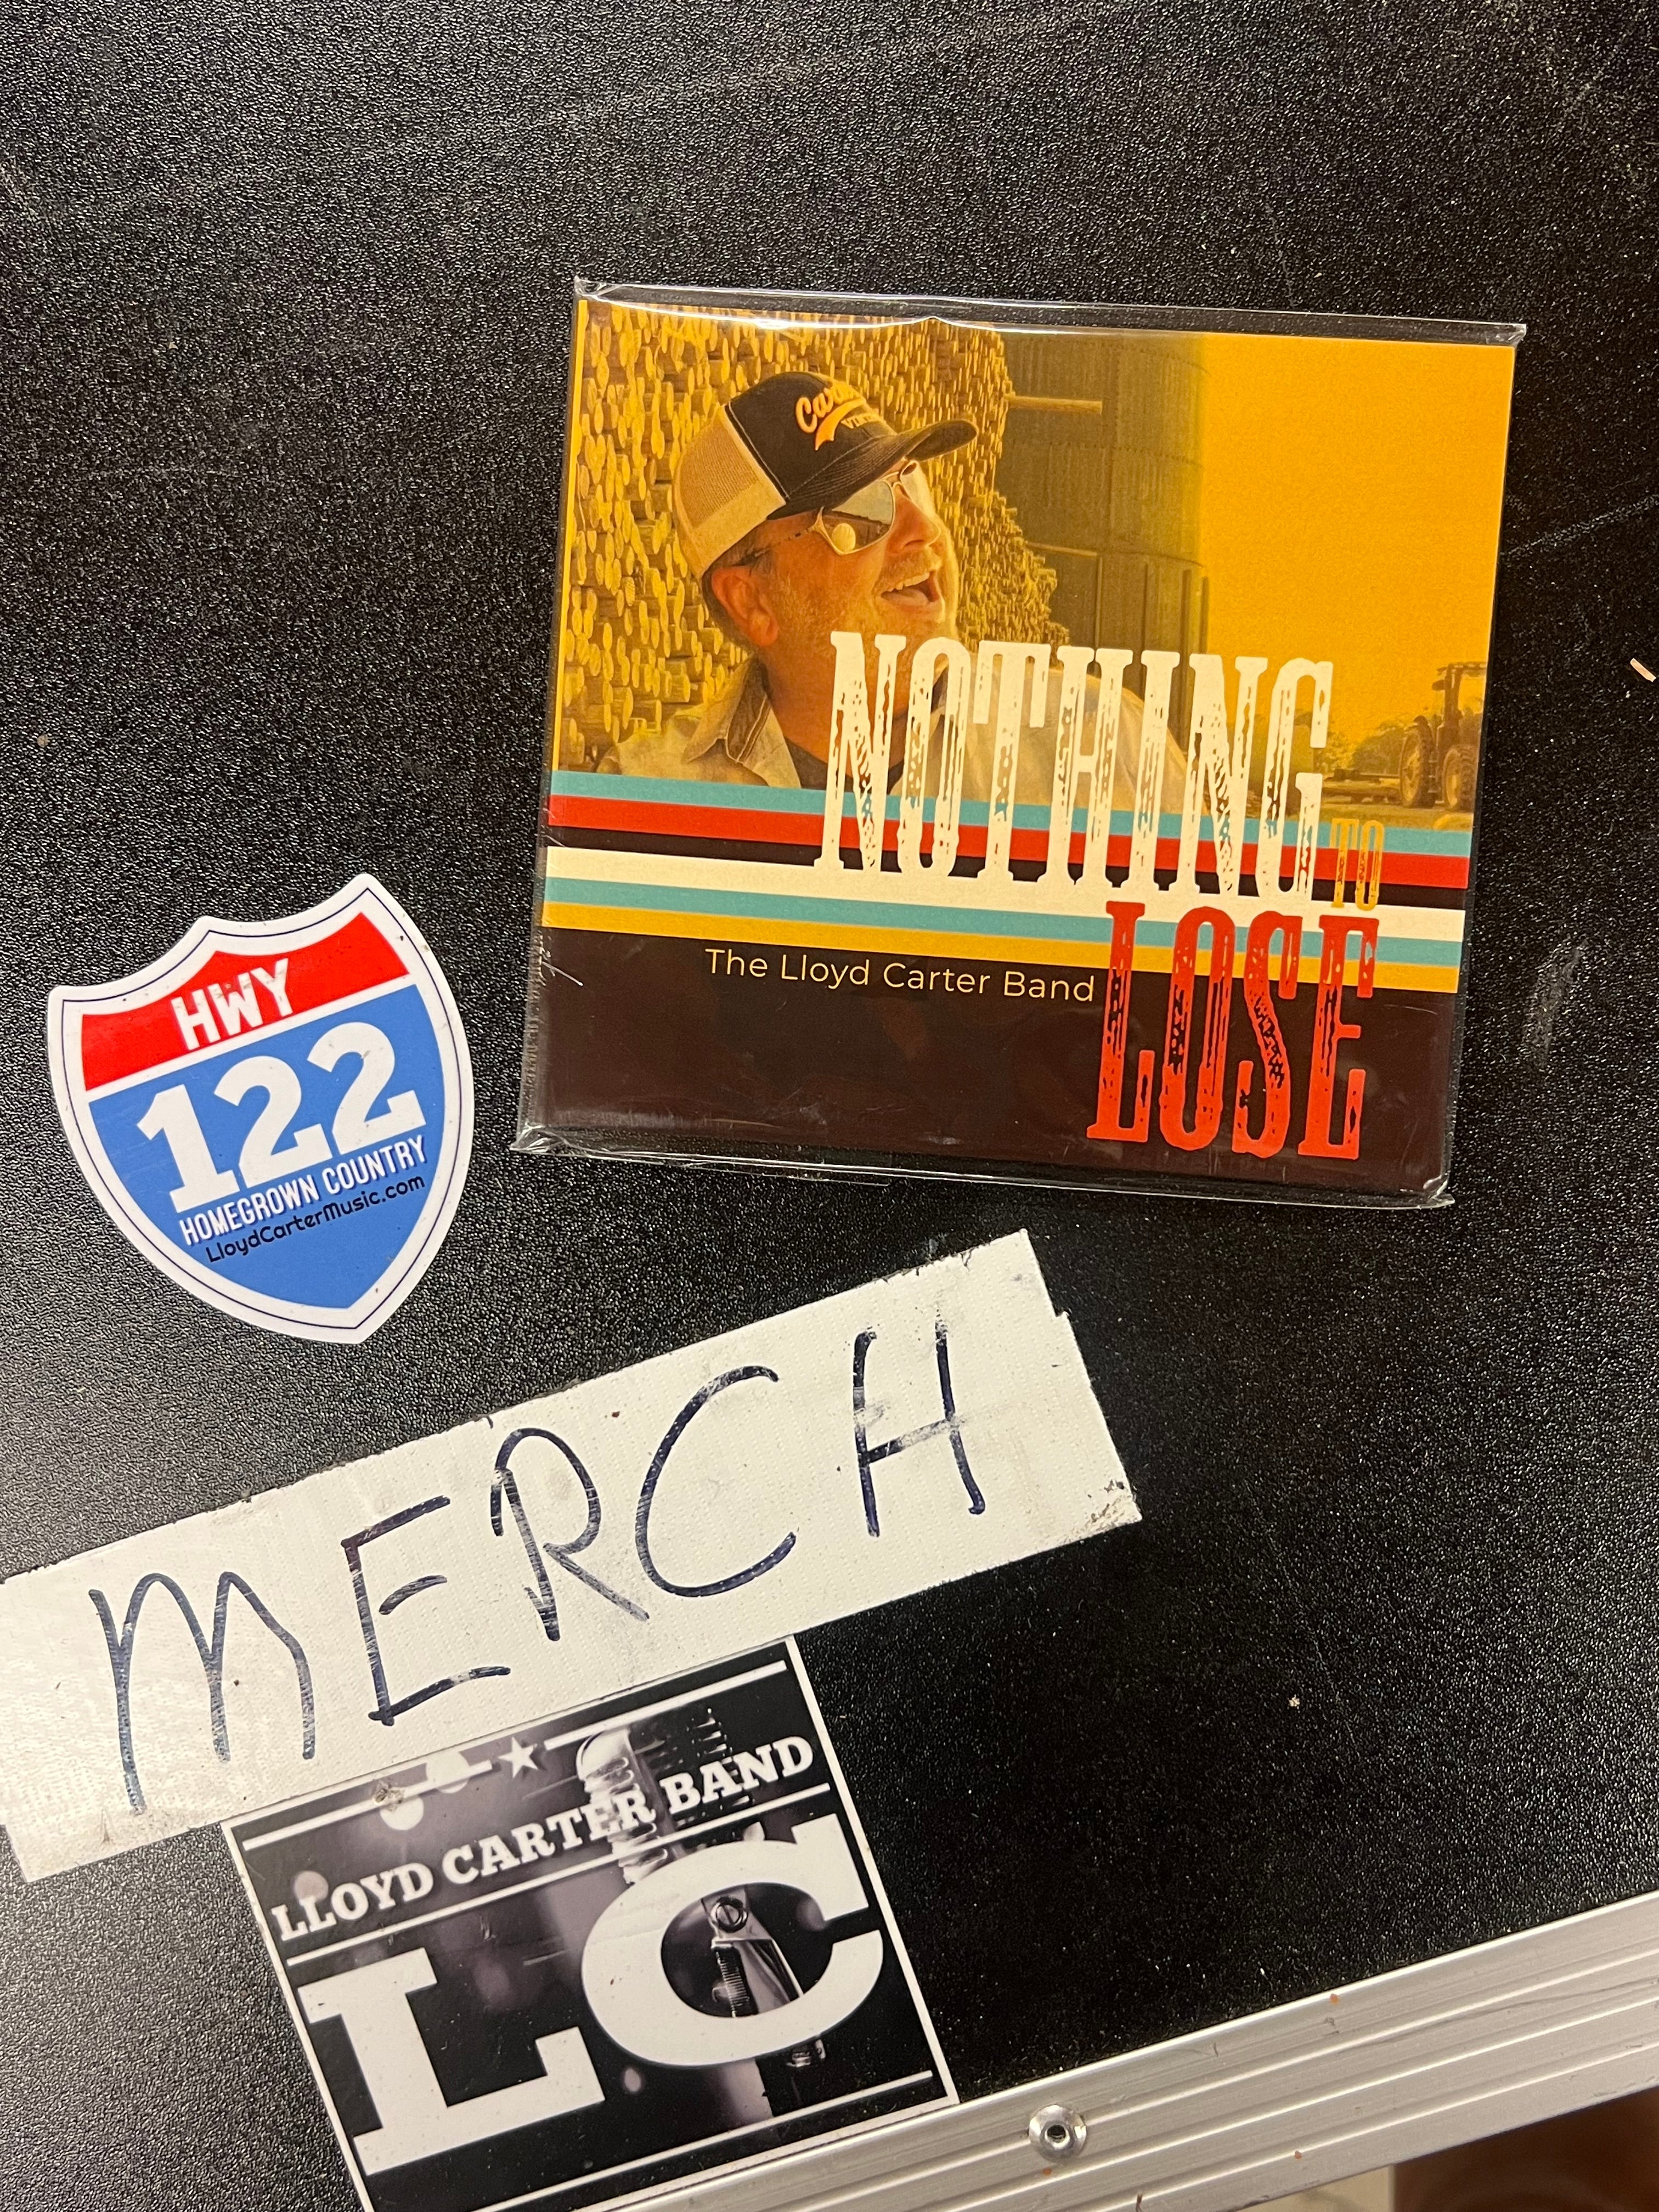 NOTHING
TO
LOSE
The Lloyd Carter Band
HWY
122
HOMEGROWN COUNTRY
LloydCarterMusic.com
MERCH
LLOYD CARTER BAND
LC